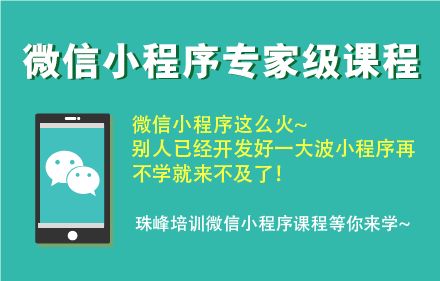 微信小程序专家级课程
微信小程序这么火~
别人已经开发好一大波小程序再
不学就来不及了!
珠峰培训微信小程序课程等你来学~